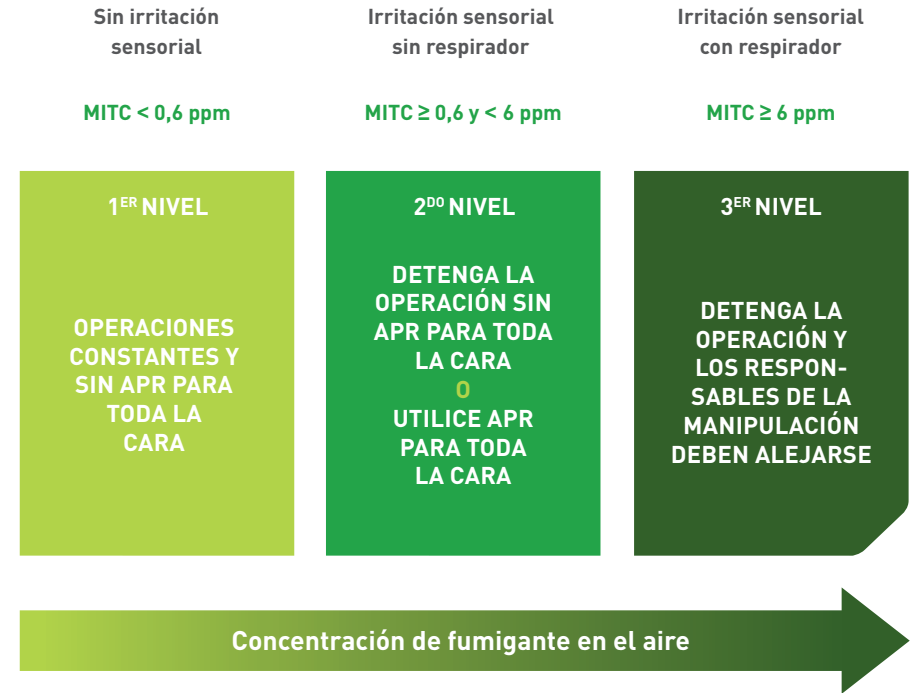 Sin irritación
sensorial
MITC < 0,6 ppm
1ER NIVEL
OPERACIONES
CONSTANTES Y
SIN APR PARA
TODA LA
CARA
Irritación sensorial
sin respirador
MITC ≥ 0,6 y < 6 ppm
2DO NIVEL
DETENGA LA
OPERACIÓN SIN
APR PARA TODA
LA CARA
O
UTILICE APR
PARA TODA
LA CARA
Irritación sensorial
con respirador
MITC ≥ 6 ppm
3ER NIVEL
DETENGA LA
OPERACIÓN Y
LOS RESPON-
SABLES DE LA
MANIPULACIÓN
DEBEN ALEJARSE
Concentración de fumigante en el aire